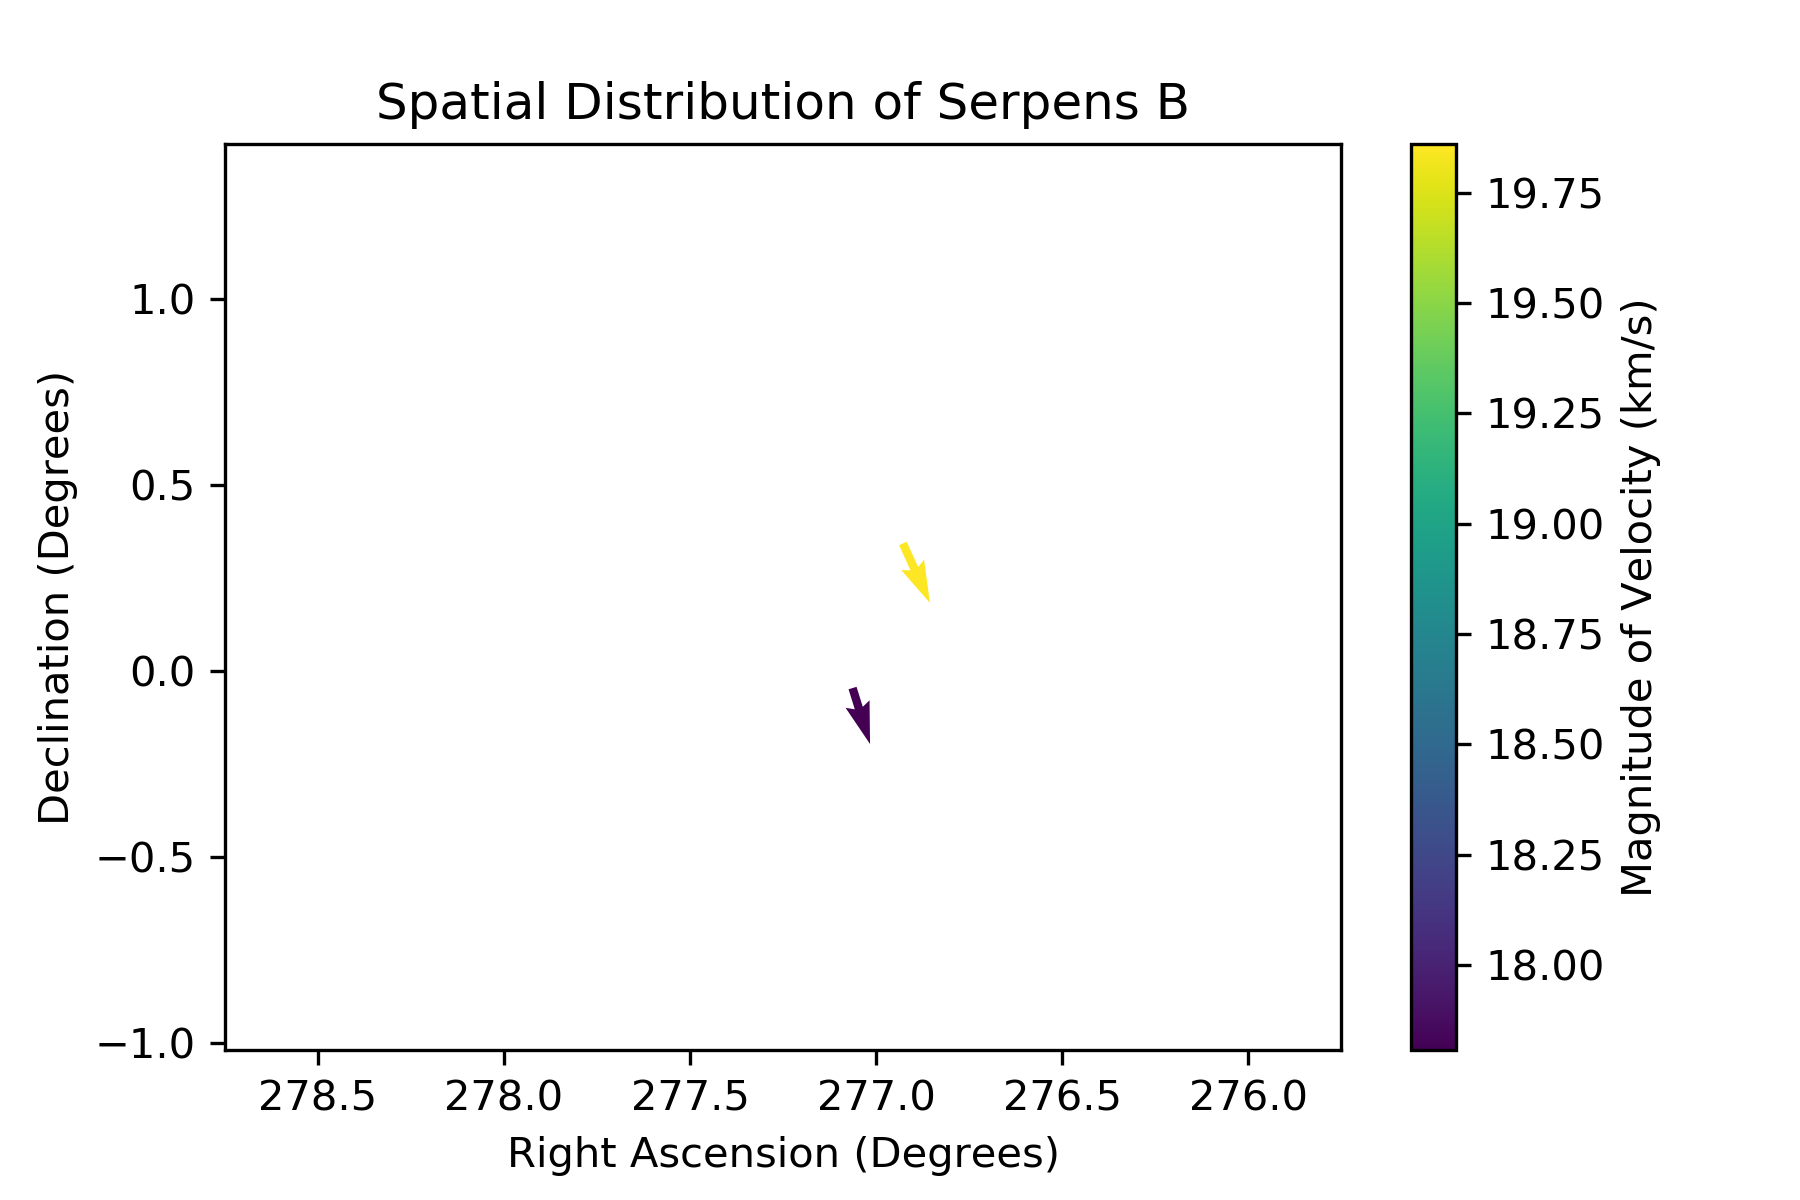 Spatial Distribution of Serpens B
Declination (Degrees)
1.0
0.5
0.0
−0.5
−1.0
278.5 278.0 277.5 277.0 276.5 276.0
Right Ascension (Degrees)
19.75
19.50
19.25
19.00
18.75
18.50
18.25
18.00
Magnitude of Velocity (km/s)